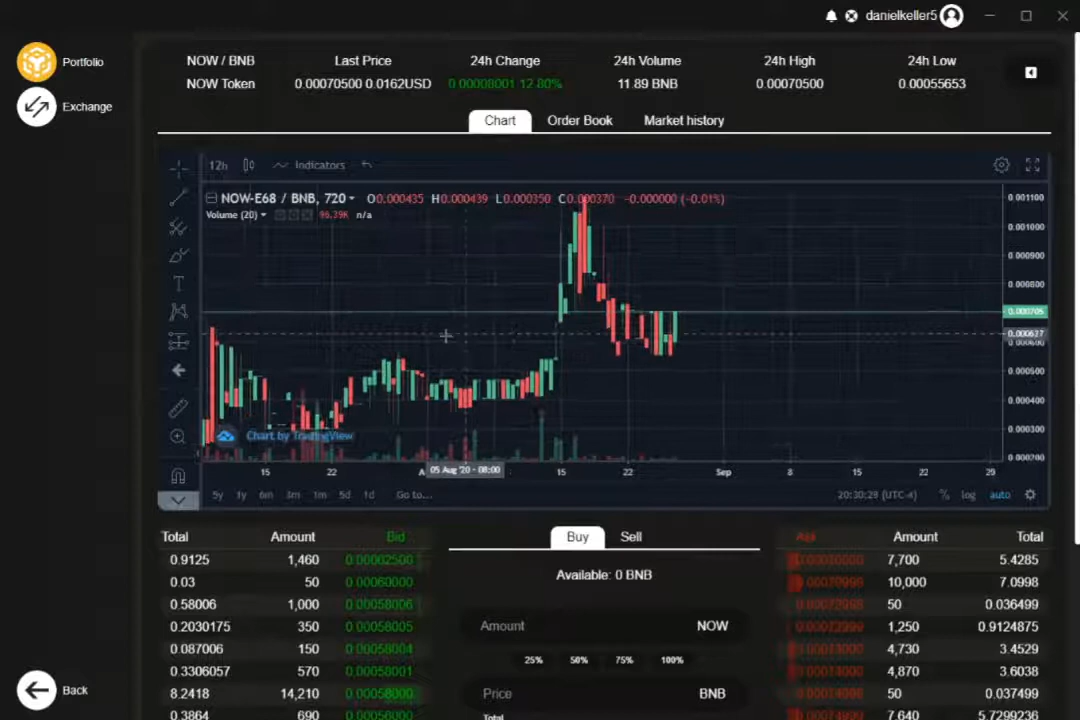 danielkeller5
Portfolio
Exchange
NOW / BNB Last Price 24h Change 24h Volume 24h High 24h Low
NOW Token 0.00070500 0.0162USD 0.00008001 12.80% 11.89 BNB 0.00070500 0.00055653
Chart Order Book Market history
12h Indicators
NOW-E68 / BNB, 720 O0.000435 H0.000439 L0.000350 C0.000370 -0.000000 (-0.01%)
Volume (20) 96.39K n/a
0.001100
0.001000
0.000900
0.000800
0.000705
0.000627
0.000600
0.000500
0.000400
0.000300
0.000200
Chart by TradingView
15 22 05 Aug '20 - 08:00 15 22 Sep 8 15 22 29
5y 1y 6m 3m 1m 5d 1d Go to... 20:30:29 (UTC-4) % log auto
Total Amount Bid
0.9125 1,460 0.00062500
0.03 50 0.00060000
0.58006 1,000 0.00058006
0.2030175 350 0.00058005
0.087006 150 0.00058004
0.3306057 570 0.00058001
8.2418 14,210 0.00058000
0.3864 690
Buy Sell
Available: 0 BNB
Amount NOW
25% 50% 75% 100%
Price BNB
Total
Ask Amount Total
7,700 5.4285
10,000 7.0998
50 0.036499
1,250 0.9124875
4,730 3.4529
4,870 3.6038
50 0.037499
7,640 5.7299236
Back